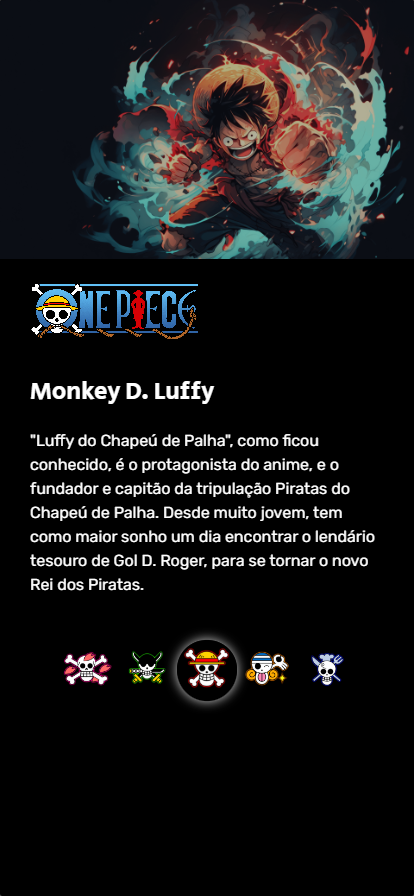 ONE PIECE
Monkey D. Luffy
"Luffy do Chapeú de Palha", como ficou
conhecido, é o protagonista do anime, e o
fundador e capitão da tripulação Piratas do
Chapeú de Palha. Desde muito jovem, tem
como maior sonho um dia encontrar o lendário
tesouro de Gol D. Roger, para se tornar o novo
Rei dos Piratas.